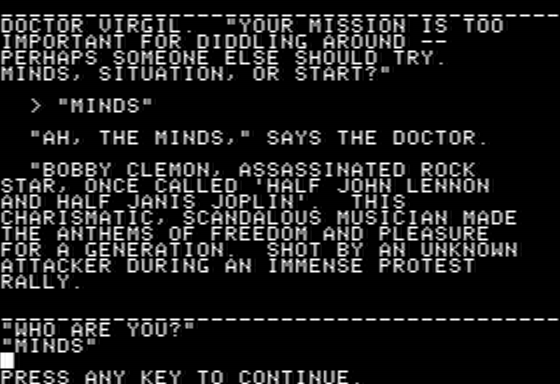 DOCTOR VIRGIL.  "YOUR MISSION IS TOO
IMPORTANT FOR DIDDLING AROUND --
PERHAPS SOMEONE ELSE SHOULD TRY.
MINDS, SITUATION, OR START?"
> "MINDS"
"AH, THE MINDS," SAYS THE DOCTOR.
"BOBBY CLEMON, ASSASSINATED ROCK
STAR, ONCE CALLED 'HALF JOHN LENNON
AND HALF JANIS JOPLIN'.  THIS
CHARISMATIC, SCANDALOUS MUSICIAN MADE
THE ANTHEMS OF FREEDOM AND PLEASURE
FOR A GENERATION.  SHOT BY AN UNKNOWN
ATTACKER DURING AN IMMENSE PROTEST
RALLY.
"WHO ARE YOU?"
"MINDS"
PRESS ANY KEY TO CONTINUE.